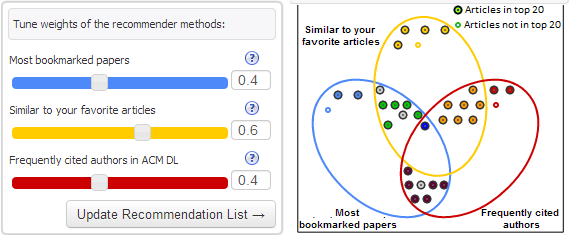 Tune weights of the recommender methods:
Most bookmarked papers
?
0.4
Similar to your favorite articles
?
0.6
Frequently cited authors in ACM DL
?
0.4
Update Recommendation List →
Articles in top 20
Articles not in top 20
Similar to your
favorite articles
Most
bookmarked papers
Frequently cited
authors